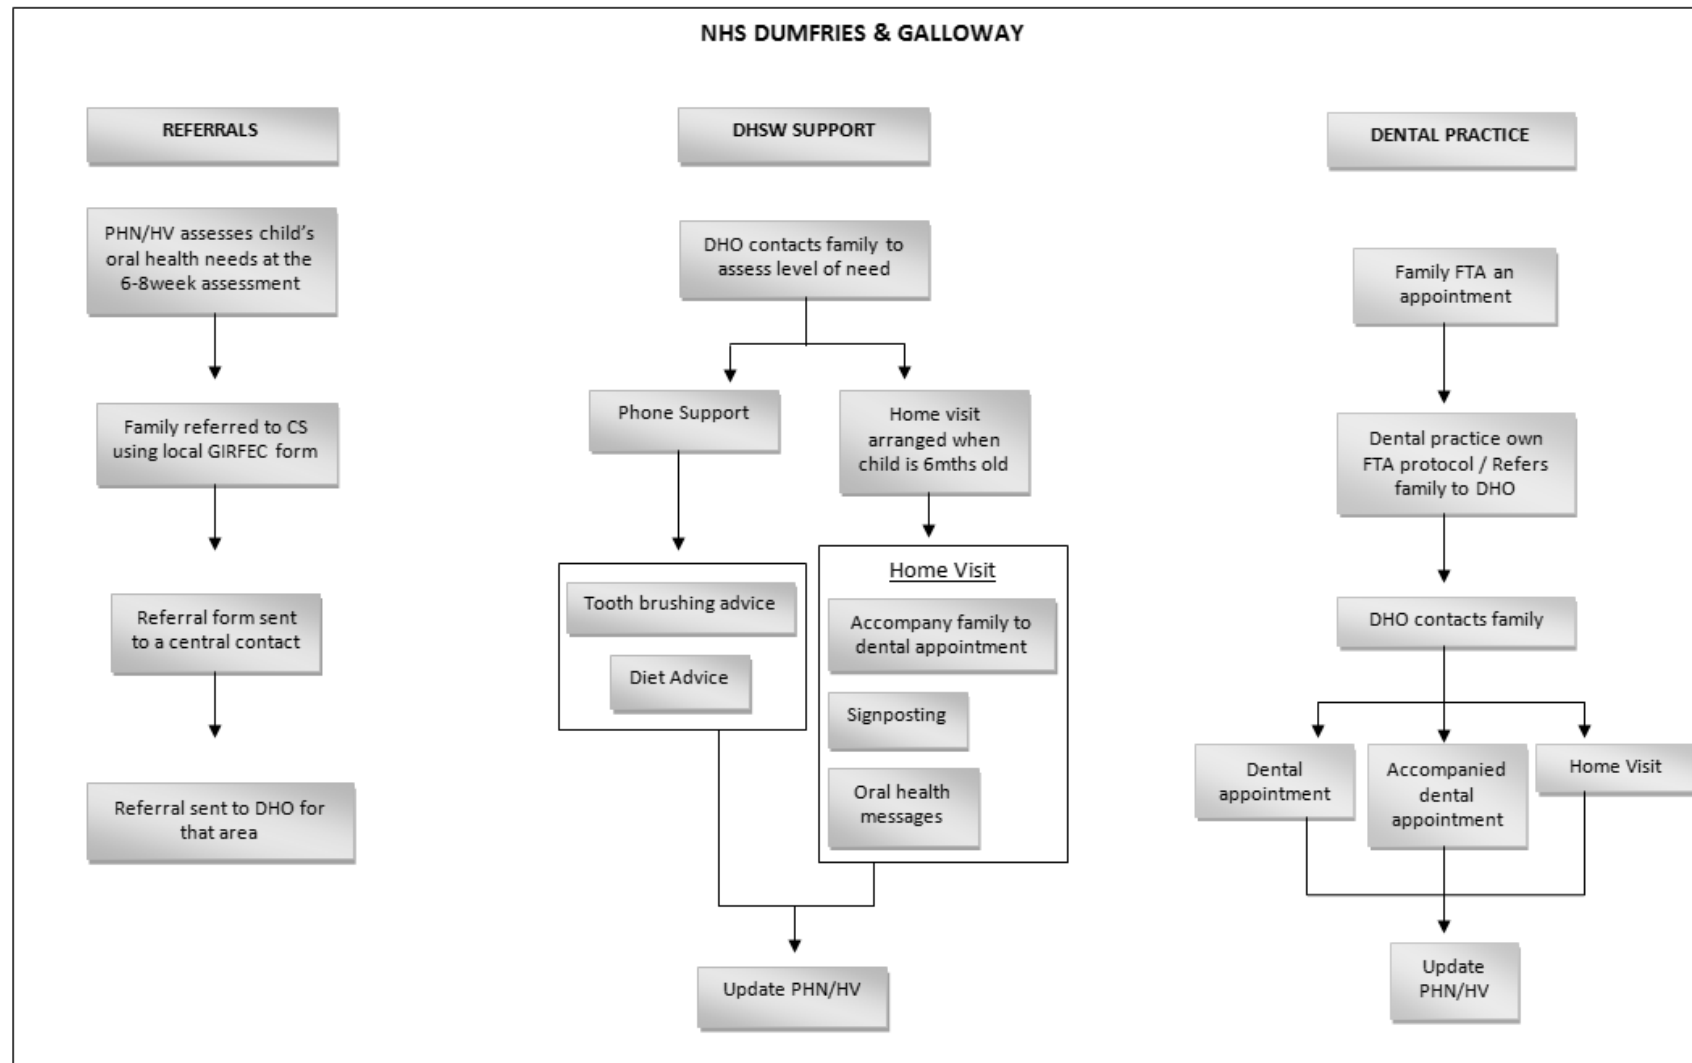 NHS DUMFRIES & GALLOWAY
REFERRALS
PHN/HV assesses child's
oral health needs at the
6-8week assessment
Family referred to CS
using local GIRFEC form
Referral form sent
to a central contact
Referral sent to DHO for
that area
DHSW SUPPORT
DHO contacts family to
assess level of need
Phone Support
Home visit
arranged when
child is 6mths old
Tooth brushing advice
Diet Advice
Home Visit
Accompany family to
dental appointment
Signposting
Oral health
messages
Update PHN/HV
DENTAL PRACTICE
Family FTA an
appointment
Dental practice own
FTA protocol / Refers
family to DHO
DHO contacts family
Dental
appointment
Accompanied
dental
appointment
Home Visit
Update
PHN/HV